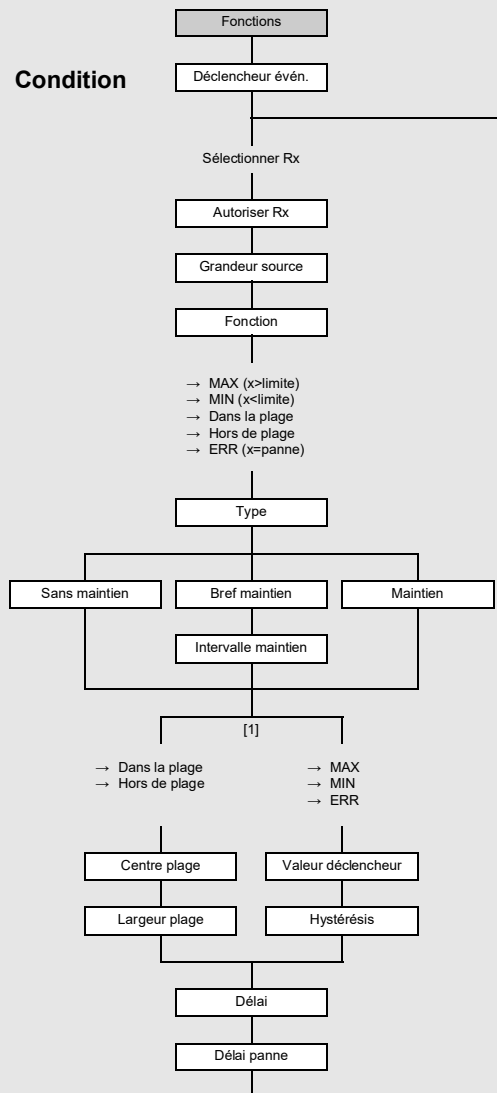 Fonctions
Condition
Déclencheur évén.
Sélectionner Rx
Autoriser Rx
Grandeur source
Fonction
→ MAX (x>limite)
→ MIN (x<limite)
→ Dans la plage
→ Hors de plage
→ ERR (x=panne)
Type
Sans maintien
Bref maintien
Maintien
Intervalle maintien
[1]
→ Dans la plage
→ Hors de plage
→ MAX
→ MIN
→ ERR
Centre plage
Valeur déclencheur
Largeur plage
Hystérésis
Délai
Délai panne